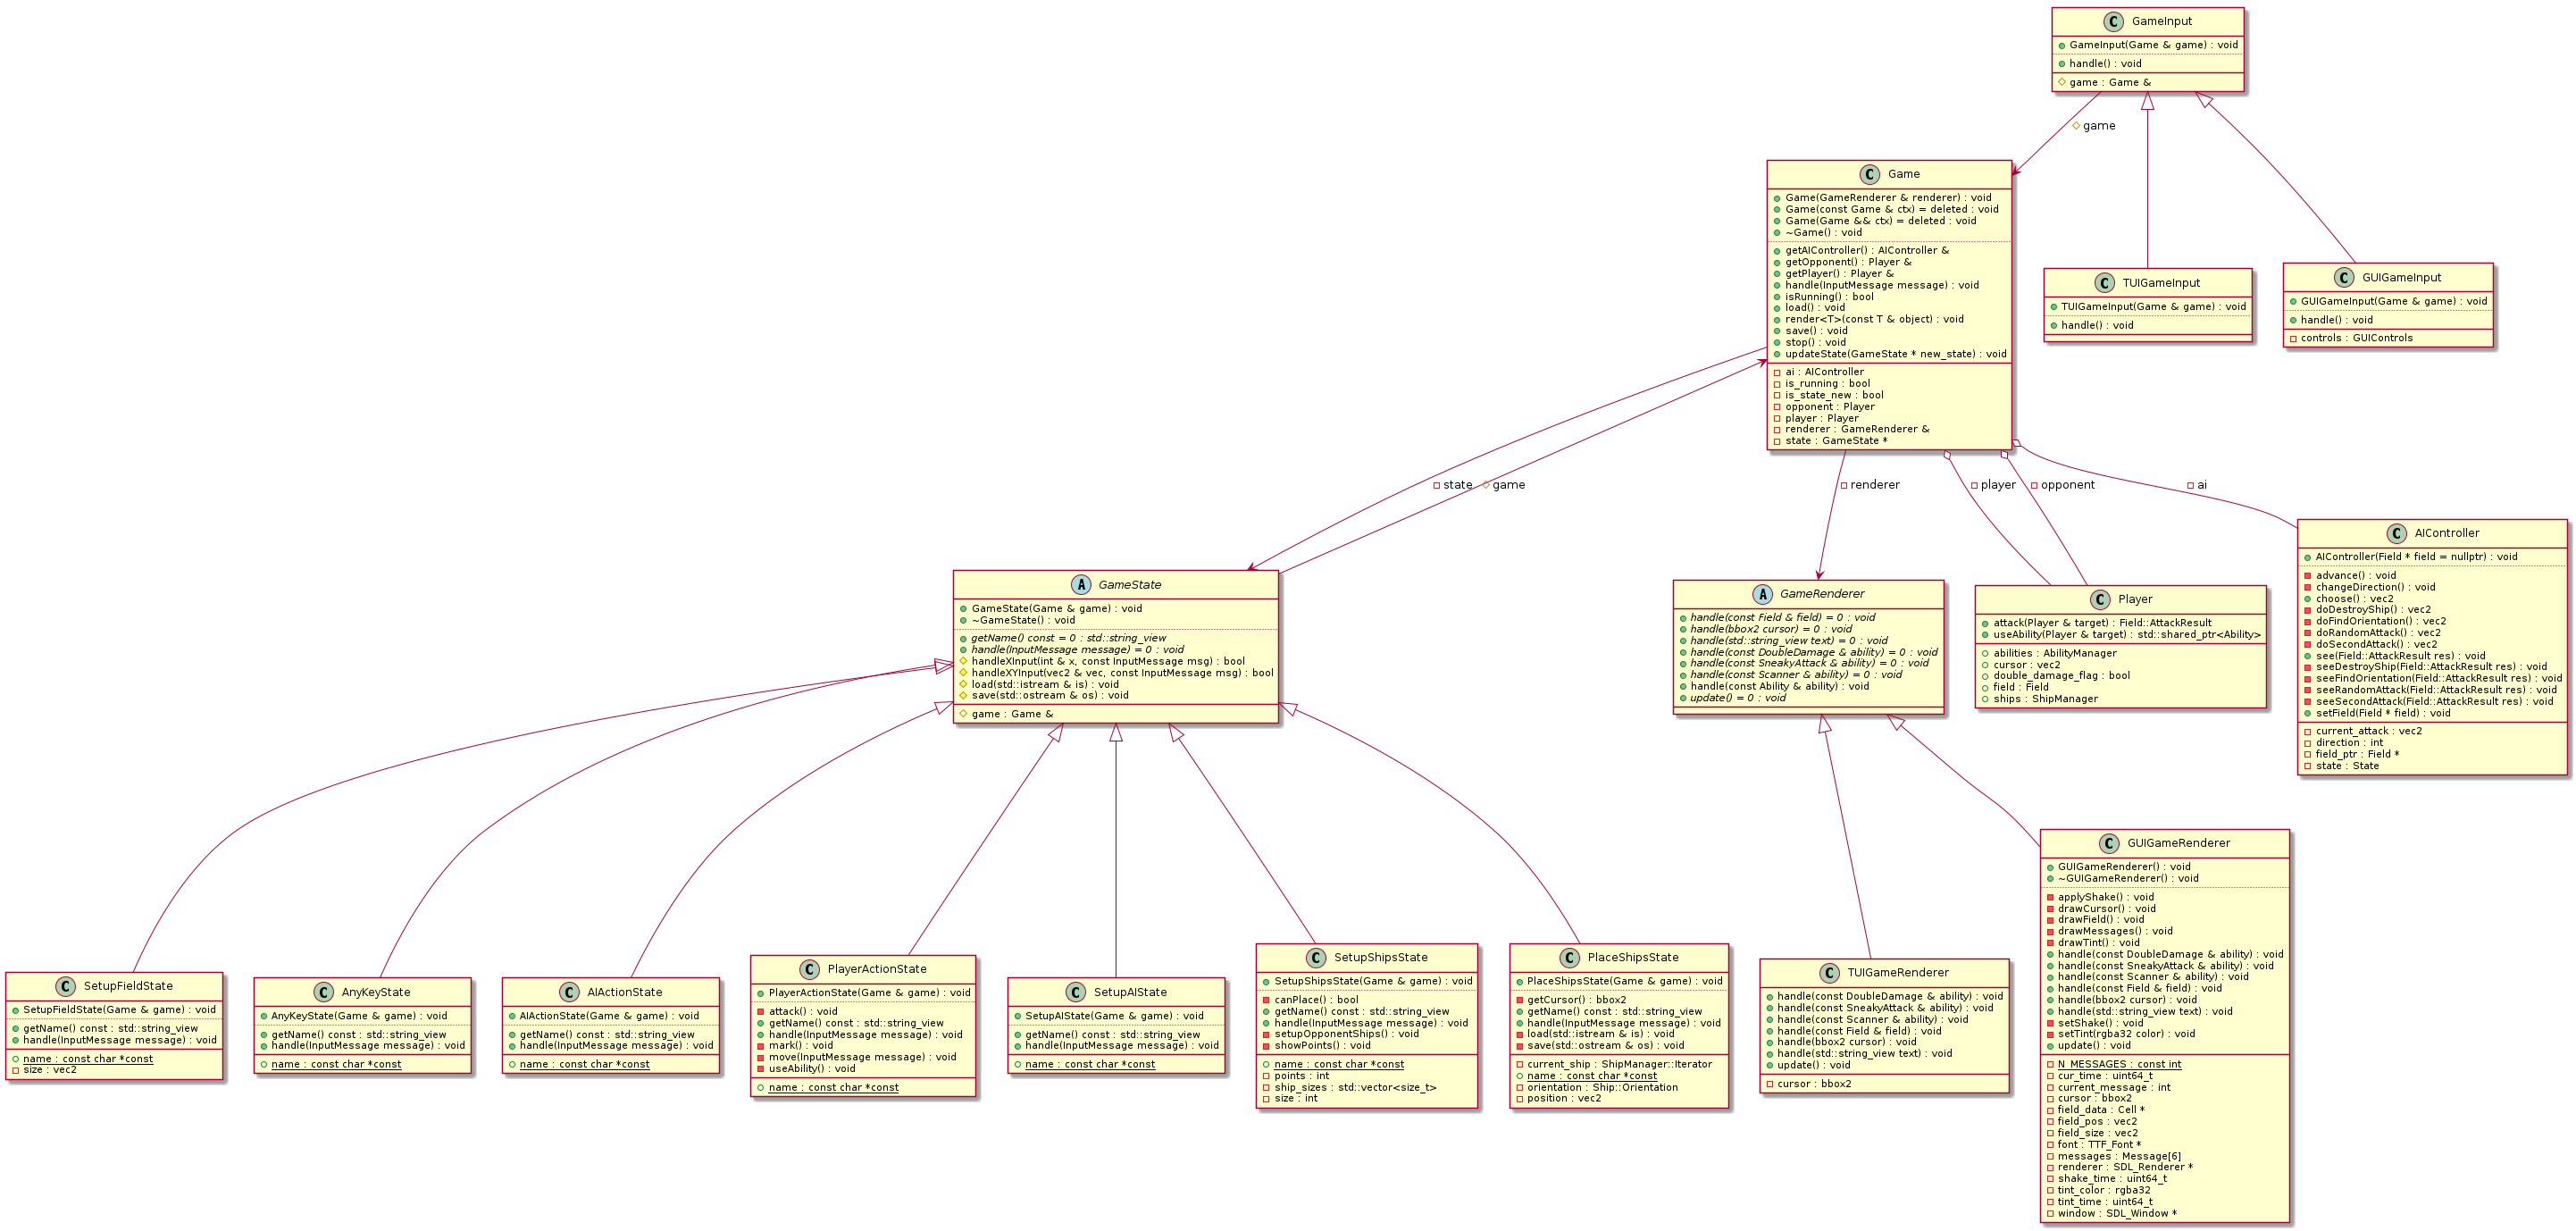 GameInput
GameInput(Game & game) : void
handle() : void
game : Game &
game
Game
Game(GameRenderer & renderer) : void
Game(const Game & ctx) = deleted : void
Game(Game && ctx) = deleted : void
~Game() : void
getAIController() : AIController &
getOpponent() : Player &
getPlayer() : Player &
handle(InputMessage message) : void
isRunning() : bool
load() : void
render<T>(const T & object) : void
save() : void
stop() : void
updateState(GameState * new_state) : void
ai : AIController
is_running : bool
is_state_new : bool
opponent : Player
player : Player
renderer : GameRenderer &
state : GameState *
TUIGameInput
TUIGameInput(Game & game) : void
handle() : void
GUIGameInput
GUIGameInput(Game & game) : void
handle() : void
controls : GUIControls
state
game
renderer
player
opponent
ai
GameState
GameState(Game & game) : void
~GameState() : void
getName() const = 0 : std::string_view
handle(InputMessage message) = 0 : void
handleXInput(int & x, const InputMessage msg) : bool
handleXYInput(vec2 & vec, const InputMessage msg) : bool
load(std::istream & is) : void
save(std::ostream & os) : void
game : Game &
GameRenderer
handle(const Field & field) = 0 : void
handle(bbox2 cursor) = 0 : void
handle(std::string_view text) = 0 : void
handle(const DoubleDamage & ability) = 0 : void
handle(const SneakyAttack & ability) = 0 : void
handle(const Scanner & ability) = 0 : void
handle(const Ability & ability) : void
update() = 0 : void
Player
attack(Player & target) : Field::AttackResult
useAbility(Player & target) : std::shared_ptr<Ability>
abilities : AbilityManager
cursor : vec2
double_damage_flag : bool
field : Field
ships : ShipManager
AIController
AIController(Field * field = nullptr) : void
advance() : void
changeDirection() : void
choose() : vec2
doDestroyShip() : vec2
doFindOrientation() : vec2
doRandomAttack() : vec2
doSecondAttack() : vec2
see(Field::AttackResult res) : void
seeDestroyShip(Field::AttackResult res) : void
seeFindOrientation(Field::AttackResult res) : void
seeRandomAttack(Field::AttackResult res) : void
seeSecondAttack(Field::AttackResult res) : void
setField(Field * field) : void
current_attack : vec2
direction : int
field_ptr : Field *
state : State
SetupFieldState
SetupFieldState(Game & game) : void
getName() const : std::string_view
handle(InputMessage message) : void
name : const char *const
size : vec2
AnyKeyState
AnyKeyState(Game & game) : void
getName() const : std::string_view
handle(InputMessage message) : void
name : const char *const
AIActionState
AIActionState(Game & game) : void
getName() const : std::string_view
handle(InputMessage message) : void
name : const char *const
PlayerActionState
PlayerActionState(Game & game) : void
attack() : void
getName() const : std::string_view
handle(InputMessage message) : void
mark() : void
move(InputMessage message) : void
useAbility() : void
name : const char *const
SetupAIState
SetupAIState(Game & game) : void
getName() const : std::string_view
handle(InputMessage message) : void
name : const char *const
SetupShipsState
SetupShipsState(Game & game) : void
canPlace() : bool
getName() const : std::string_view
handle(InputMessage message) : void
setupOpponentShips() : void
showPoints() : void
name : const char *const
points : int
ship_sizes : std::vector<size_t>
size : int
PlaceShipsState
PlaceShipsState(Game & game) : void
getCursor() : bbox2
getName() const : std::string_view
handle(InputMessage message) : void
load(std::istream & is) : void
save(std::ostream & os) : void
current_ship : ShipManager::Iterator
name : const char *const
orientation : Ship::Orientation
position : vec2
TUIGameRenderer
handle(const DoubleDamage & ability) : void
handle(const SneakyAttack & ability) : void
handle(const Scanner & ability) : void
handle(const Field & field) : void
handle(bbox2 cursor) : void
handle(std::string_view text) : void
update() : void
cursor : bbox2
GUIGameRenderer
GUIGameRenderer() : void
~GUIGameRenderer() : void
applyShake() : void
drawCursor() : void
drawField() : void
drawMessages() : void
drawTint() : void
handle(const DoubleDamage & ability) : void
handle(const SneakyAttack & ability) : void
handle(const Scanner & ability) : void
handle(const Field & field) : void
handle(bbox2 cursor) : void
handle(std::string_view text) : void
setShake() : void
setTint(rgba32 color) : void
update() : void
N_MESSAGES : const int
cur_time : uint64_t
current_message : int
cursor : bbox2
field_data : Cell *
field_pos : vec2
field_size : vec2
font : TTF_Font *
messages : Message[6]
renderer : SDL_Renderer *
shake_time : uint64_t
tint_color : rgba32
tint_time : uint64_t
window : SDL_Window *